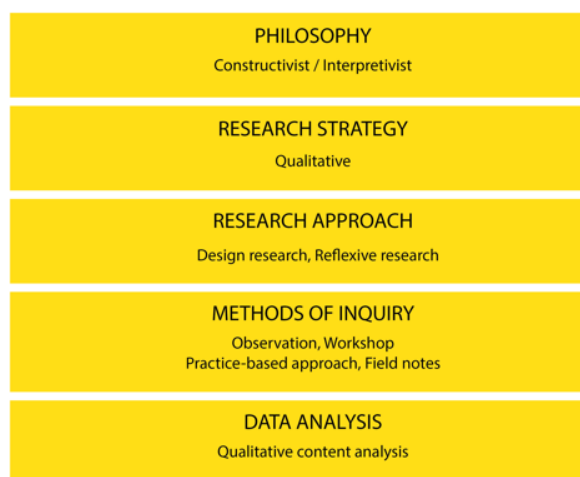 PHILOSOPHY
Constructivist / Interpretivist
RESEARCH STRATEGY
Qualitative
RESEARCH APPROACH
Design research, Reflexive research
METHODS OF INQUIRY
Observation, Workshop
Practice-based approach, Field notes
DATA ANALYSIS
Qualitative content analysis